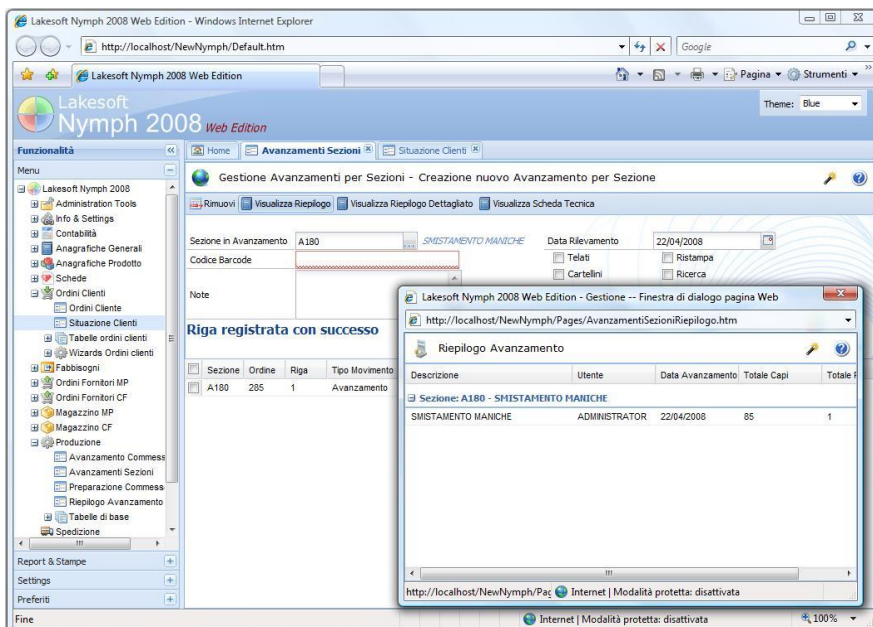 Lakesoft Nymph 2008 Web Edition - Windows Internet Explorer
http://localhost/NewNymph/Default.htm
Google
Lakesoft Nymph 2008 Web Edition
Pagina
Strumenti
Lakesoft
Nymph 2008 Web Edition
Theme: Blue
Funzionalità
Home
Avanzamenti Sezioni
Situazione Clienti
Menu
Gestione Avanzamenti per Sezioni - Creazione nuovo Avanzamento per Sezione
Lakesoft Nymph 2008
Administration Tools
Info & Settings
Contabilità
Anagrafiche Generali
Anagrafiche Prodotto
Schede
Ordini Clienti
Ordini Cliente
Situazione Clienti
Tabelle ordini clienti
Wizards Ordini clienti
Fabbisogni
Ordini Fornitori MP
Ordini Fornitori CF
Magazzino MP
Magazzino CF
Produzione
Avanzamento Commess
Avanzamenti Sezioni
Preparazione Commess
Riepilogo Avanzamento
Tabelle di base
Spedizione
Report & Stampe
Settings
Preferiti
Rimuovi
Visualizza Riepilogo
Visualizza Riepilogo Dettagliato
Visualizza Scheda Tecnica
Sezione in Avanzamento A180 ... SMISTAMENTO MANICHE Data Rilevamento 22/04/2008
Codice Barcode
Telati
Ristampa
Cartellini
Ricerca
Note
Riga registrata con successo
Sezione Ordine Riga Tipo Movimento
A180 285 1 Avanzamento
Lakesoft Nymph 2008 Web Edition - Gestione -- Finestra di dialogo pagina Web
http://localhost/NewNymph/Pages/AvanzamentiSezioniRiepilogo.htm
Riepilogo Avanzamento
Descrizione Utente Data Avanzamento Totale Capi Totale
Sezione: A180 - SMISTAMENTO MANICHE
SMISTAMENTO MANICHE ADMINISTRATOR 22/04/2008 85 1
http://localhost/NewNymph/Pag
Internet | Modalità protetta: disattivata
Fine
Internet | Modalità protetta: disattivata
100%